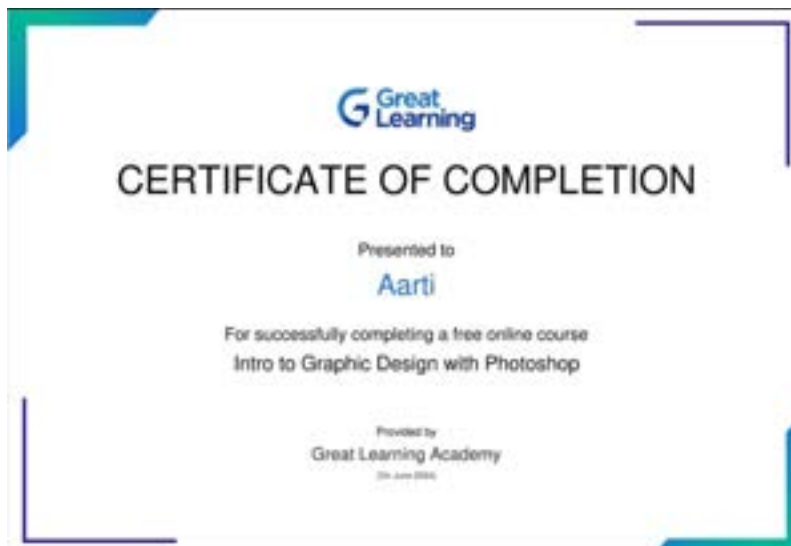 Great
Learning
CERTIFICATE OF COMPLETION
Presented to
Aarti
For successfully completing a free online course
Intro to Graphic Design with Photoshop
Provided by
Great Learning Academy